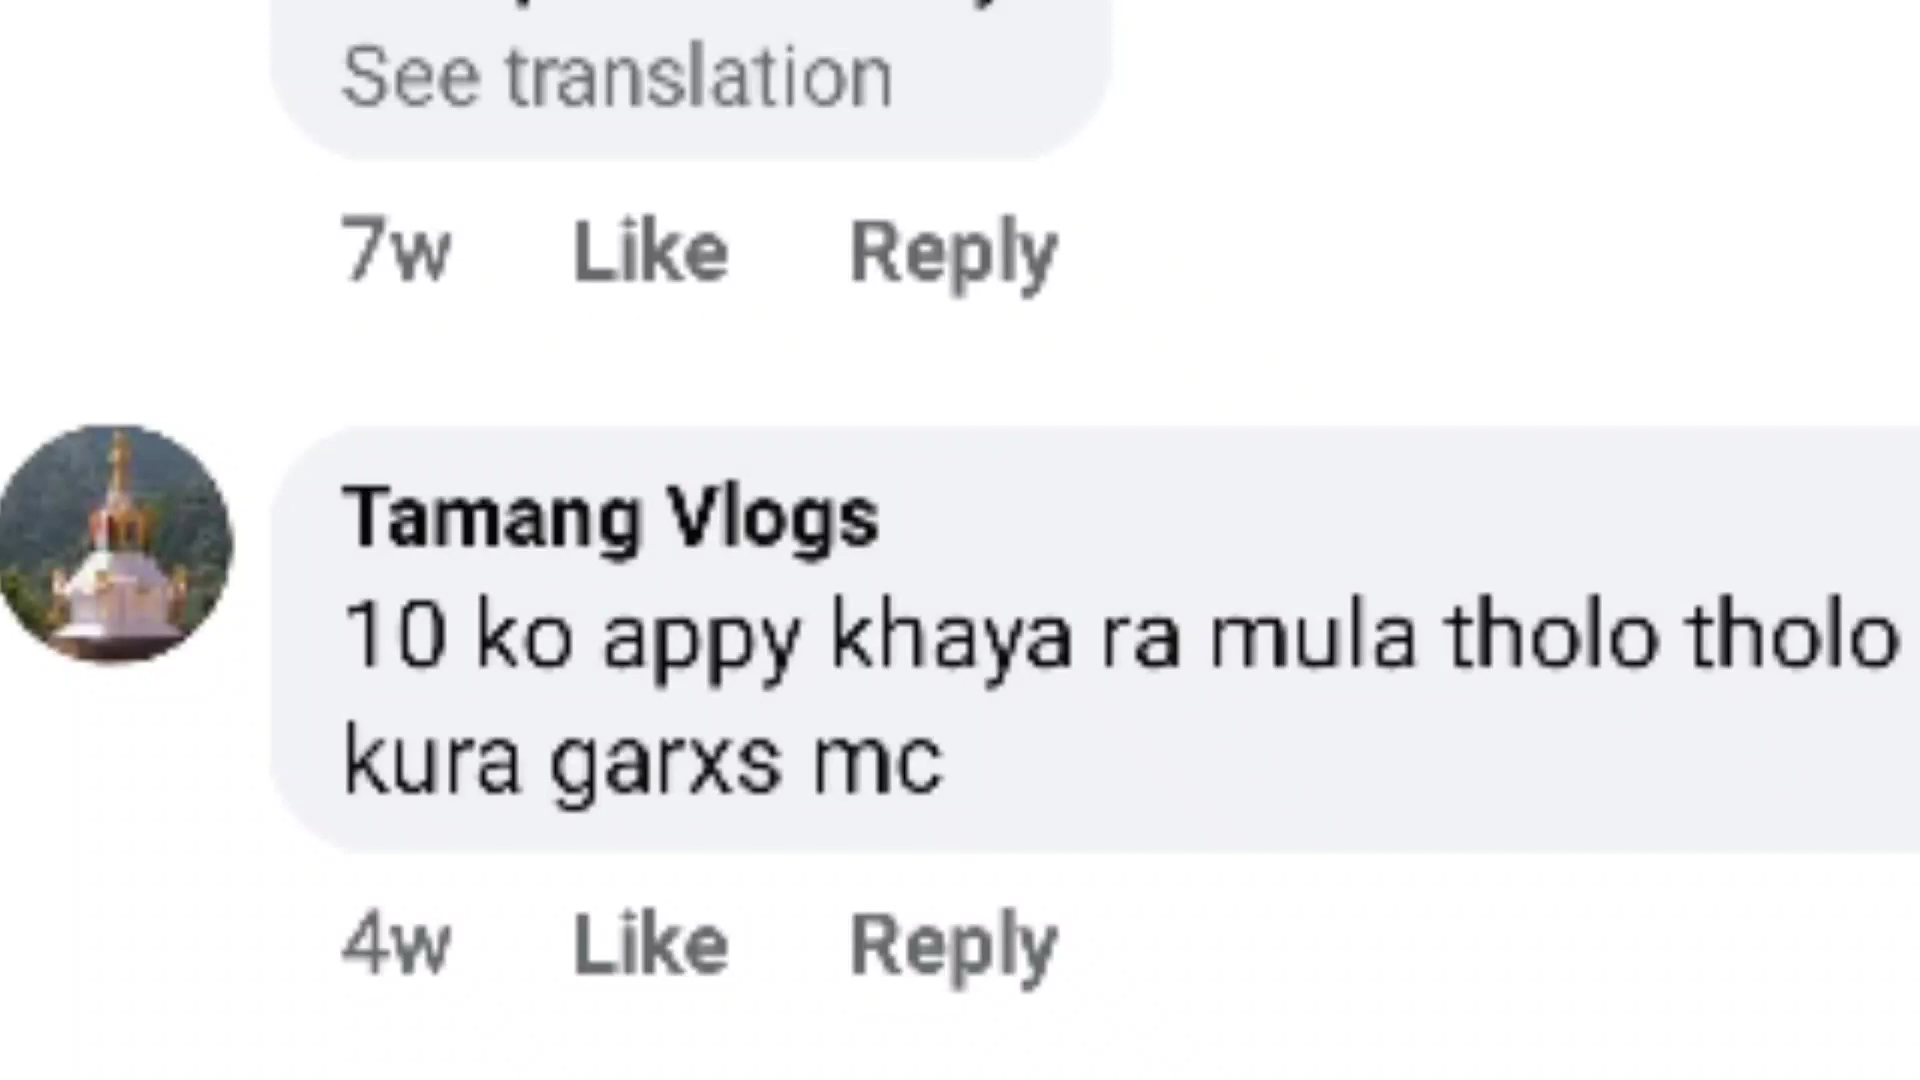 See translation
7w Like Reply
Tamang Vlogs
10 ko appy khaya ra mula tholo tholo
kura garxs mc
4w Like Reply